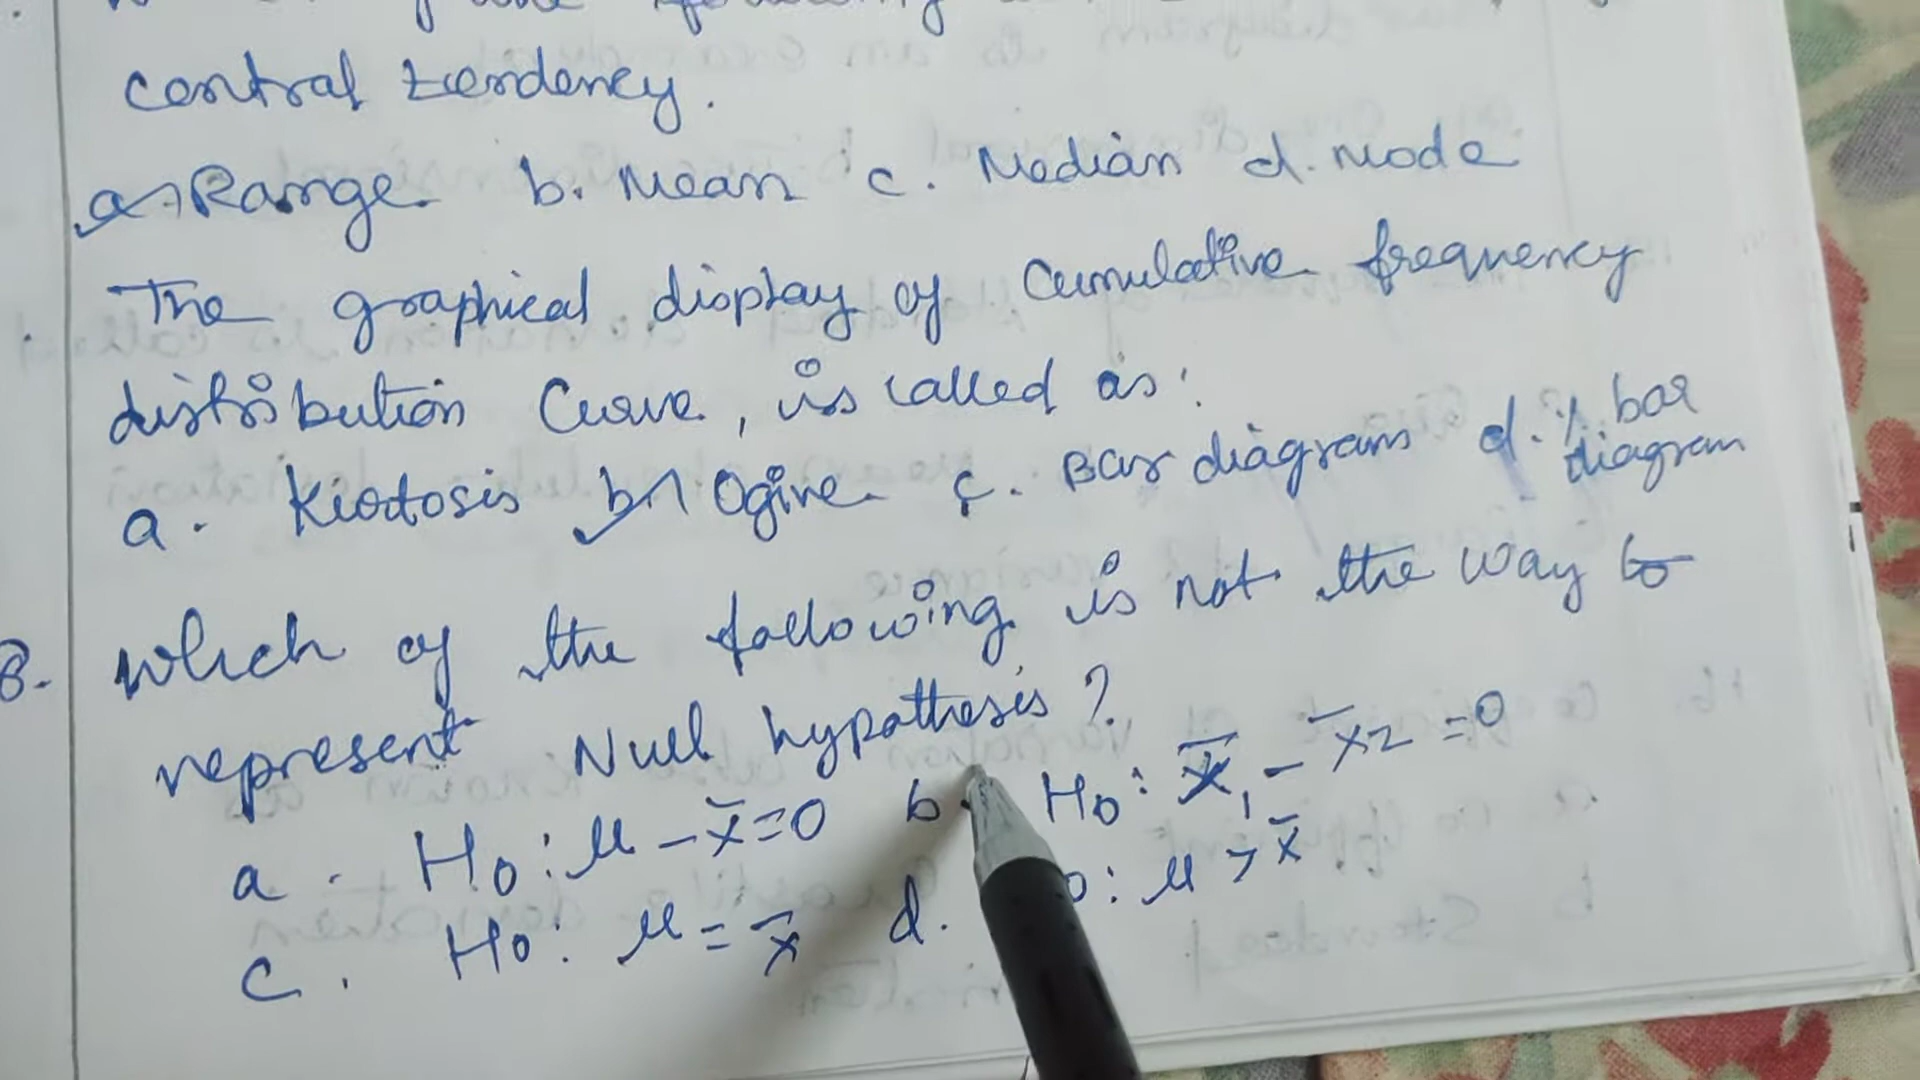 central tendency.
a. Range. b. Mean c. Median d. Mode
The graphical display of Cumulative frequency
distribution Curve, is called as:
a. Kiotosis b. Ogive c. Bar diagram d. % bar diagram
8. Which of the following is not the way to
represent Null hypothesis?
a. H0: μ - x̄ = 0 b. H0: x̄1 - x̄2 = 0
c. H0: μ = x̄ d. 0: μ > x̄